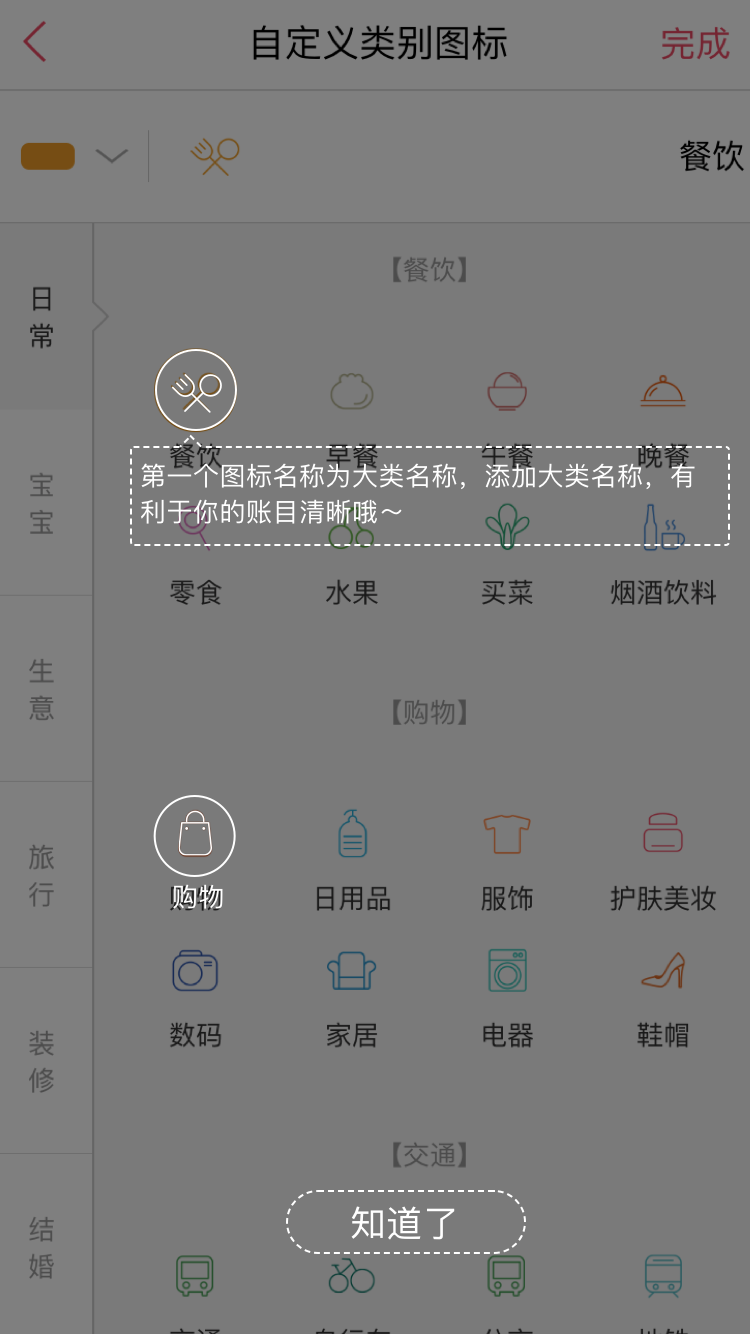 自定义类别图标
完成
餐饮
日常
宝宝
生意
旅行
装修
结婚
【餐饮】
餐饮 早餐 午餐 晚餐
第一个图标名称为大类名称，添加大类名称，有
利于你的账目清晰哦～
零食 水果 买菜 烟酒饮料
【购物】
购物 日用品 服饰 护肤美妆
数码 家居 电器 鞋帽
【交通】
知道了